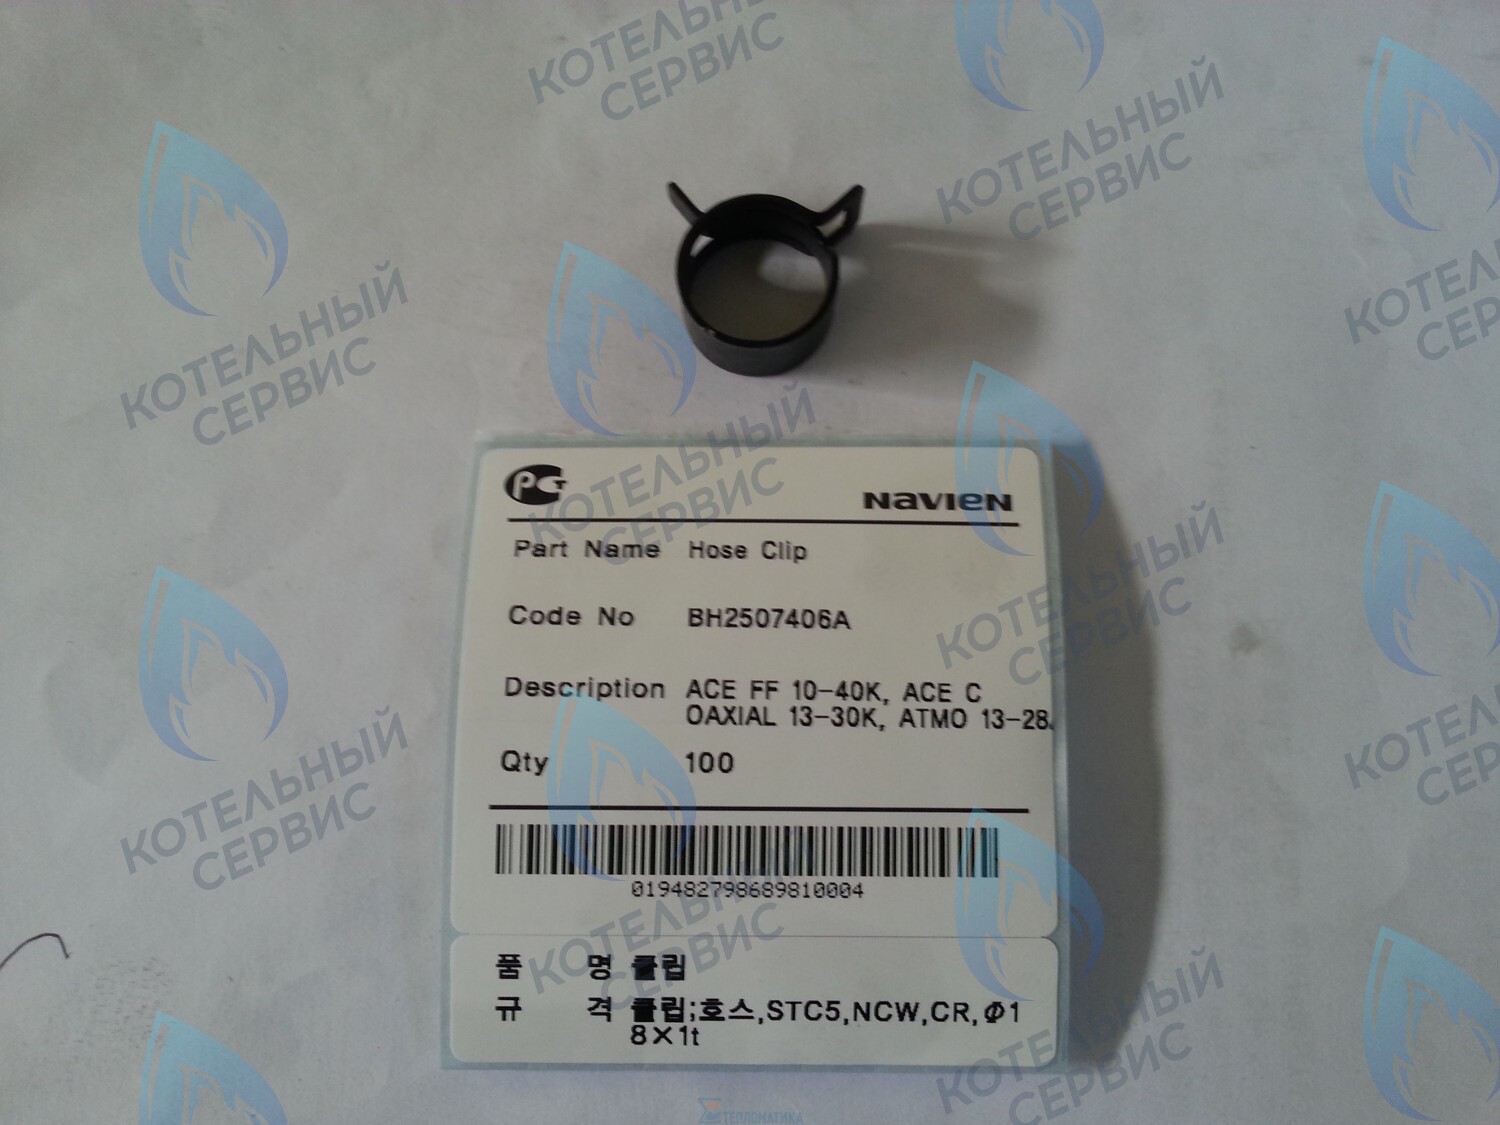 КОТЕЛЬНЫЙ
СЕРВИС
PCT
NAVIEN
Part Name Hose Clip
Code No BH2507406A
Description ACE FF 10-40K, ACE C
OAXIAL 13-30K, ATMO 13-28
Qty 100
019482798689810004
품 명 클립
규 격 클립;호스,STC5,NCW,CR,Φ1
8×1t
ТЕПЛОМАТИКА